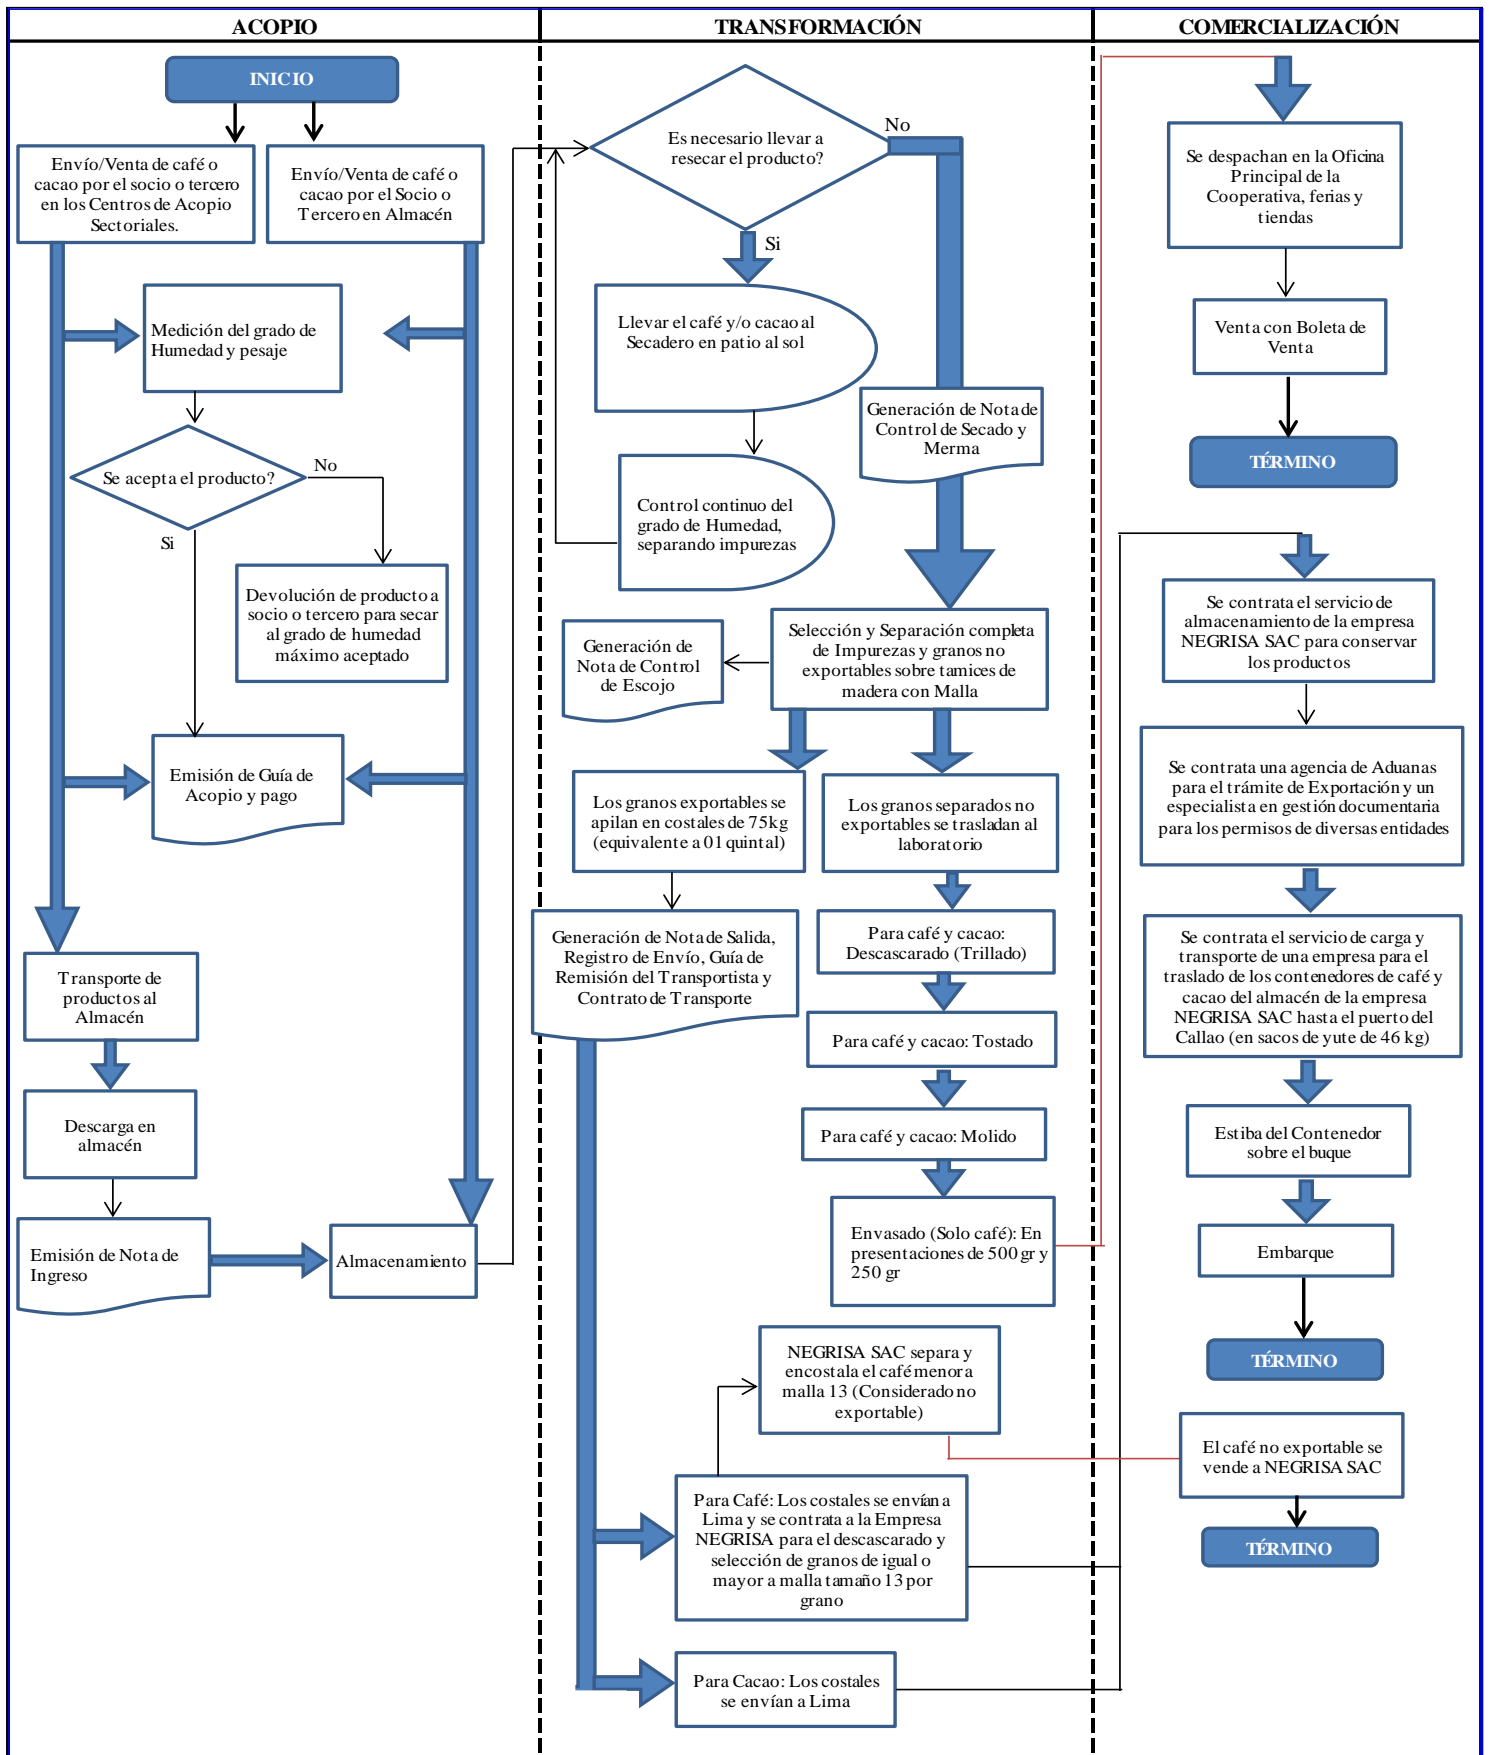 ACOPIO
INICIO
Envío/Venta de café o
cacao por el socio o tercero
en los Centros de Acopio
Sectoriales.
Envío/Venta de café o
cacao por el Socio o
Tercero en Almacén
Medición del grado de
Humedad y pesaje
Se acepta el producto?
No
Si
Devolución de producto a
socio o tercero para secar
al grado de humedad
máximo aceptado
Emisión de Guía de
Acopio y pago
Transporte de
productos al
Almacén
Descarga en
almacén
Emisión de Nota de
Ingreso
Almacenamiento
TRANSFORMACIÓN
Es necesario llevar a
resecar el producto?
No
Si
Llevar el café y/o cacao al
Secadero en patio al sol
Generación de Nota de
Control de Secado y
Merma
Control continuo del
grado de Humedad,
separando impurezas
Generación de
Nota de Control
de Escojo
Selección y Separación completa
de Impurezas y granos no
exportables sobre tamices de
madera con Malla
Los granos exportables se
apilan en costales de 75kg
(equivalente a 01 quintal)
Los granos separados no
exportables se trasladan al
laboratorio
Generación de Nota de Salida,
Registro de Envío, Guía de
Remisión del Transportista y
Contrato de Transporte
Para café y cacao:
Descascarado (Trillado)
Para café y cacao: Tostado
Para café y cacao: Molido
Envasado (Solo café): En
presentaciones de 500 gr y
250 gr
NEGRISA SAC separa y
encostala el café menor a
malla 13 (Considerado no
exportable)
Para Café: Los costales se envían a
Lima y se contrata a la Empresa
NEGRISA para el descascarado y
selección de granos de igual o
mayor a malla tamaño 13 por
grano
Para Cacao: Los costales
se envían a Lima
COMERCIALIZACIÓN
Se despachan en la Oficina
Principal de la
Cooperativa, ferias y
tiendas
Venta con Boleta de
Venta
TÉRMINO
Se contrata el servicio de
almacenamiento de la empresa
NEGRISA SAC para conservar
los productos
Se contrata una agencia de Aduanas
para el trámite de Exportación y un
especialista en gestión documentaria
para los permisos de diversas entidades
Se contrata el servicio de carga y
transporte de una empresa para el
traslado de los contenedores de café y
cacao del almacén de la empresa
NEGRISA SAC hasta el puerto del
Callao (en sacos de yute de 46 kg)
Estiba del Contenedor
sobre el buque
Embarque
TÉRMINO
El café no exportable se
vende a NEGRISA SAC
TÉRMINO